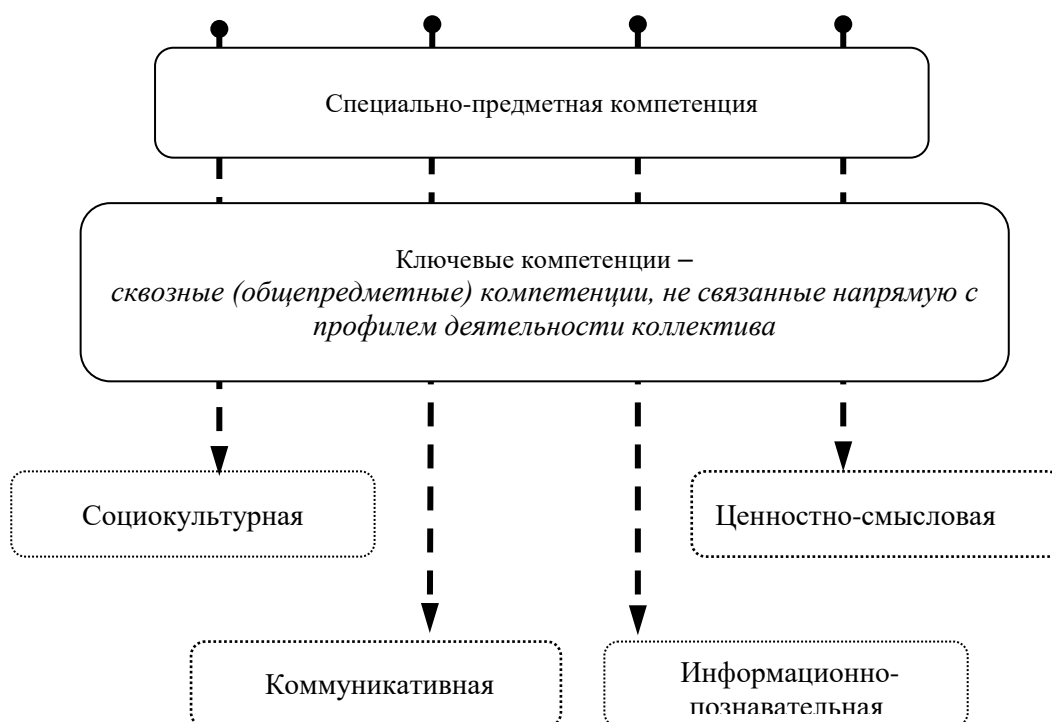 Специально-предметная компетенция
Ключевые компетенции –
сквозные (общепредметные) компетенции, не связанные напрямую с
профилем деятельности коллектива
Социокультурная
Ценностно-смысловая
Коммуникативная
Информационно-
познавательная